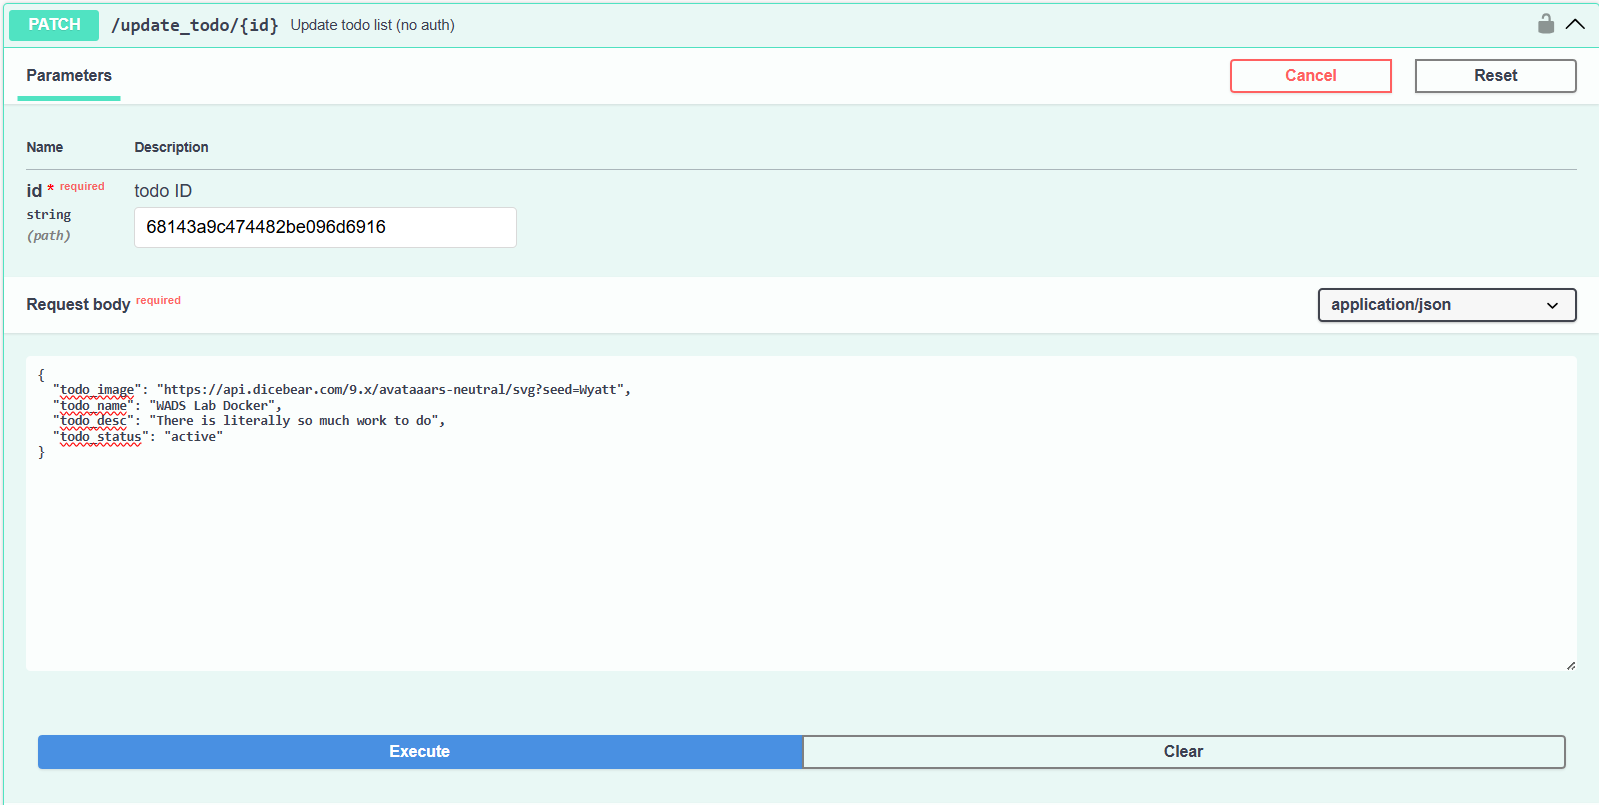 PATCH /update_todo/{id} Update todo list (no auth)
Parameters Cancel Reset
Name Description
id * required todo ID
string
(path)
68143a9c474482be096d6916
Request body required application/json
{
"todo_image": "https://api.dicebear.com/9.x/avataaars-neutral/svg?seed=Wyatt",
"todo_name": "WADS Lab Docker",
"todo_desc": "There is literally so much work to do",
"todo_status": "active"
}
Execute Clear